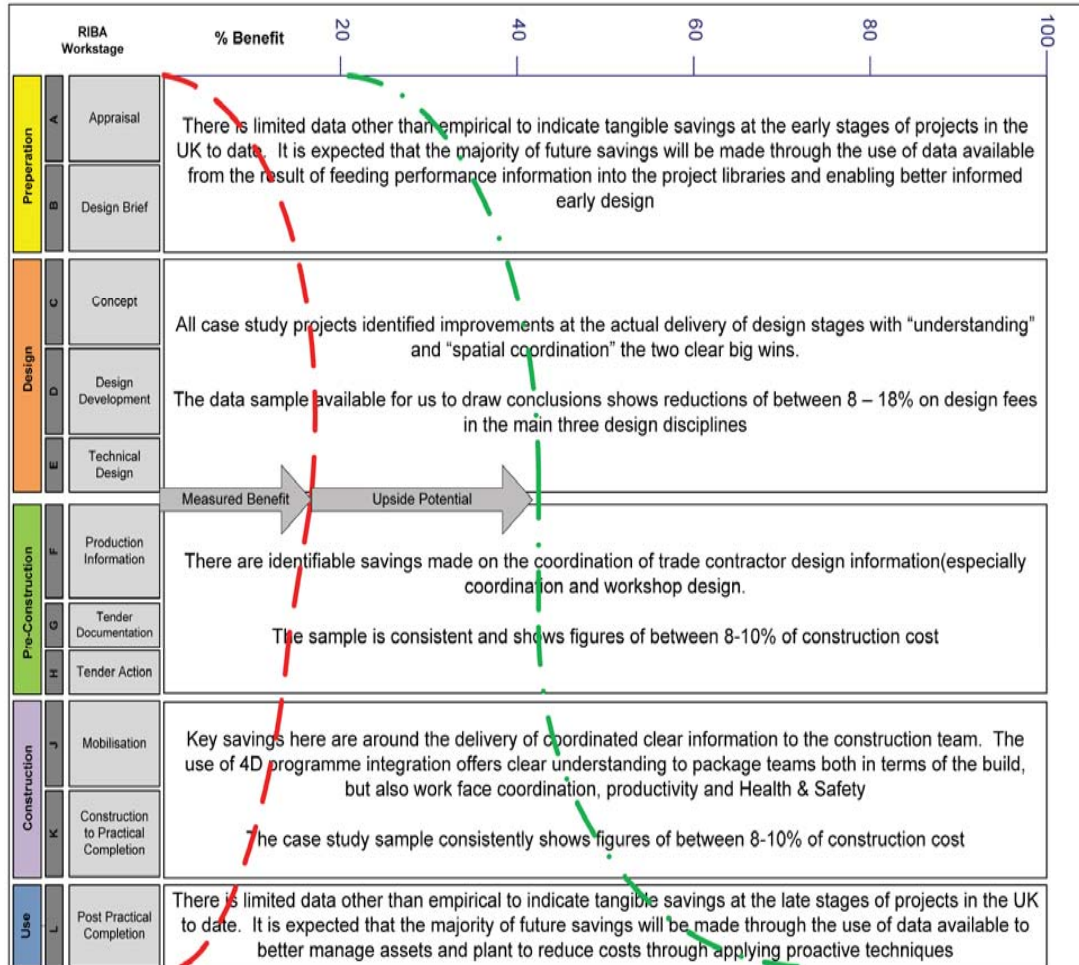 RIBA
Workstage
% Benefit
20
40
60
80
100
Preperation
A
Appraisal
B
Design Brief
There is limited data other than empirical to indicate tangible savings at the early stages of projects in the
UK to date. It is expected that the majority of future savings will be made through the use of data available
from the result of feeding performance information into the project libraries and enabling better informed
early design
Design
C
Concept
D
Design
Development
E
Technical
Design
All case study projects identified improvements at the actual delivery of design stages with “understanding”
and “spatial coordination” the two clear big wins.
The data sample available for us to draw conclusions shows reductions of between 8 – 18% on design fees
in the main three design disciplines
Measured Benefit
Upside Potential
Pre-Construction
F
Production
Information
G
Tender
Documentation
H
Tender Action
There are identifiable savings made on the coordination of trade contractor design information(especially
coordination and workshop design.
The sample is consistent and shows figures of between 8-10% of construction cost
Construction
J
Mobilisation
K
Construction
to Practical
Completion
Key savings here are around the delivery of coordinated clear information to the construction team. The
use of 4D programme integration offers clear understanding to package teams both in terms of the build,
but also work face coordination, productivity and Health & Safety
The case study sample consistently shows figures of between 8-10% of construction cost
Use
L
Post Practical
Completion
There is limited data other than empirical to indicate tangible savings at the late stages of projects in the UK
to date. It is expected that the majority of future savings will be made through the use of data available to
better manage assets and plant to reduce costs through applying proactive techniques